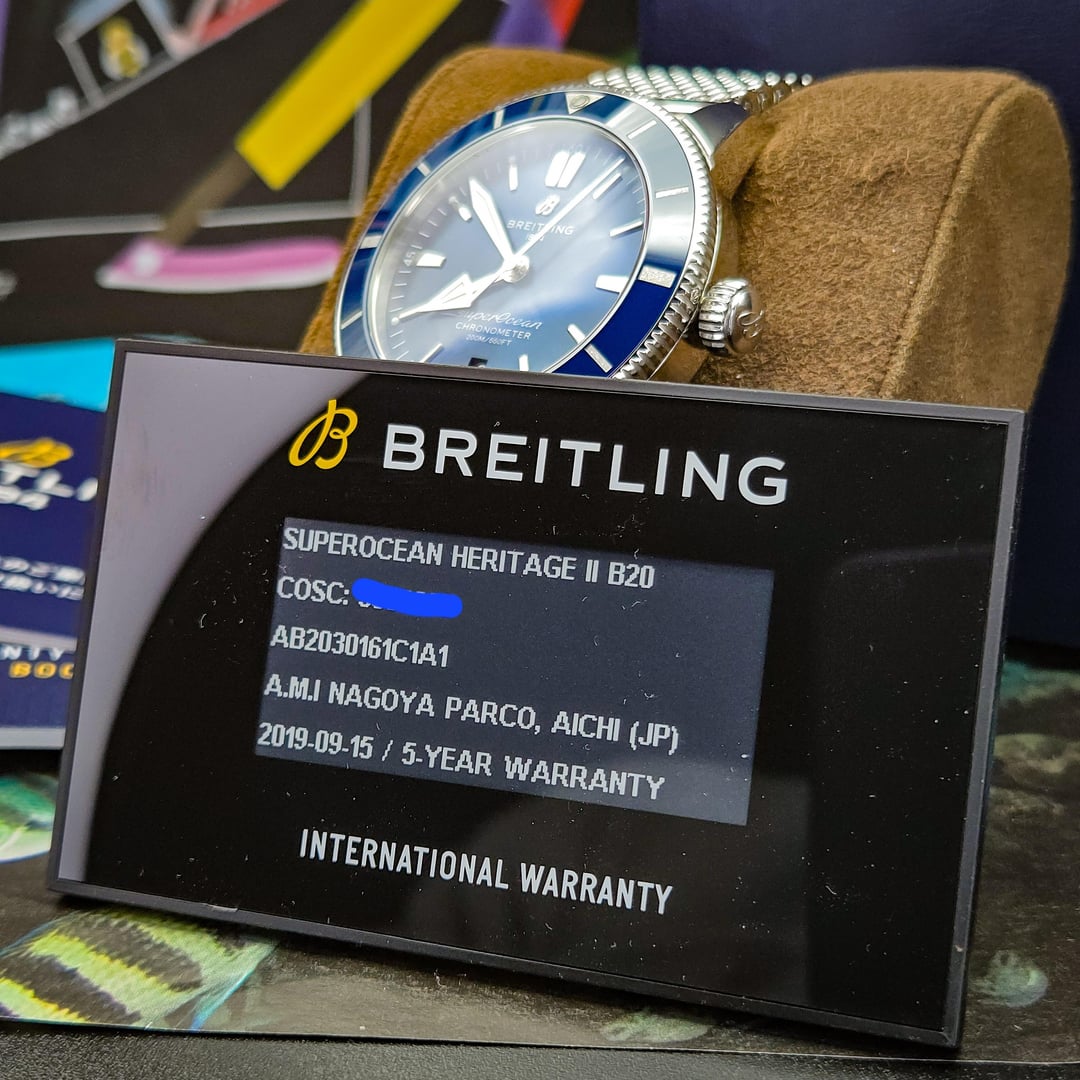 BREITLING
SuperOcean
CHRONOMETER
200M/660FT
BREITLING
SUPEROCEAN HERITAGE II B20
COSC:
AB2030161C1A1
A.M.I NAGOYA PARCO, AICHI (JP)
2019-09-15 / 5-YEAR WARRANTY
INTERNATIONAL WARRANTY